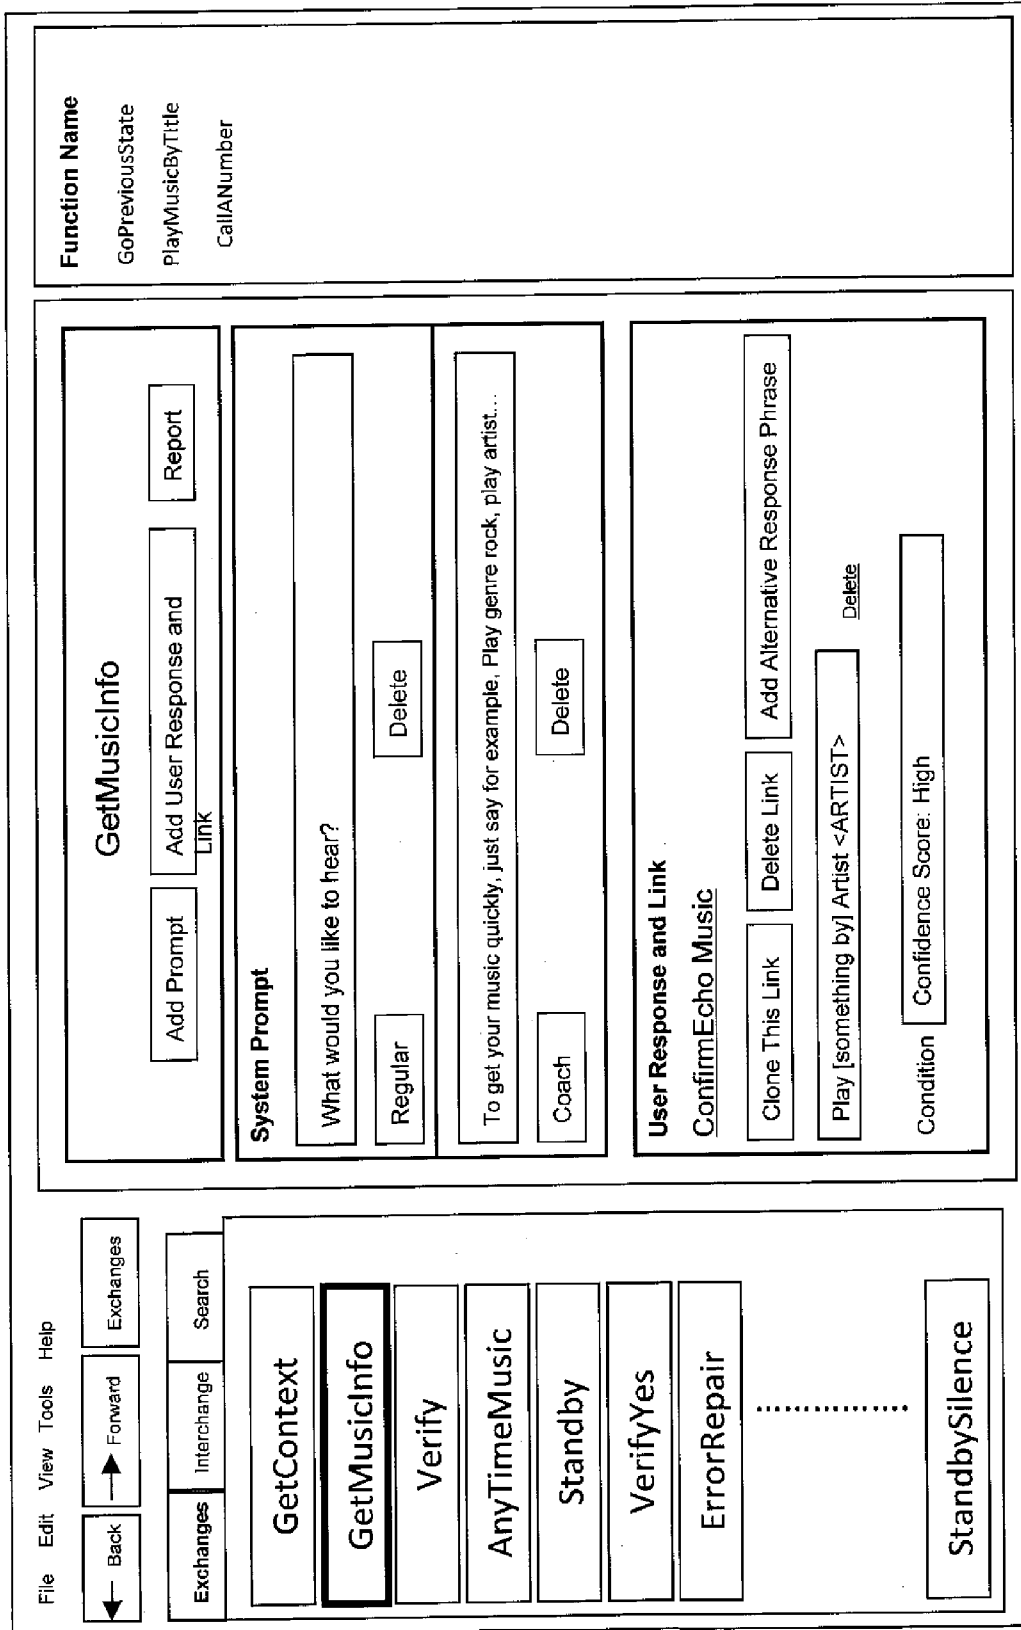 File Edit View Tools Help
Back Forward Exchanges
Exchanges Interchange Search
GetContext
GetMusicInfo
Verify
AnyTimeMusic
Standby
VerifyYes
ErrorRepair
StandbySilence
GetMusicInfo
Add Prompt Add User Response and Link Report
System Prompt
What would you like to hear?
Regular Delete
To get your music quickly, just say for example, Play genre rock, play artist...
Coach Delete
User Response and Link
ConfirmEcho Music
Clone This Link Delete Link Add Alternative Response Phrase
Play [something by] Artist <ARTIST> Delete
Condition Confidence Score: High
Function Name
GoPreviousState
PlayMusicByTitle
CallANumber